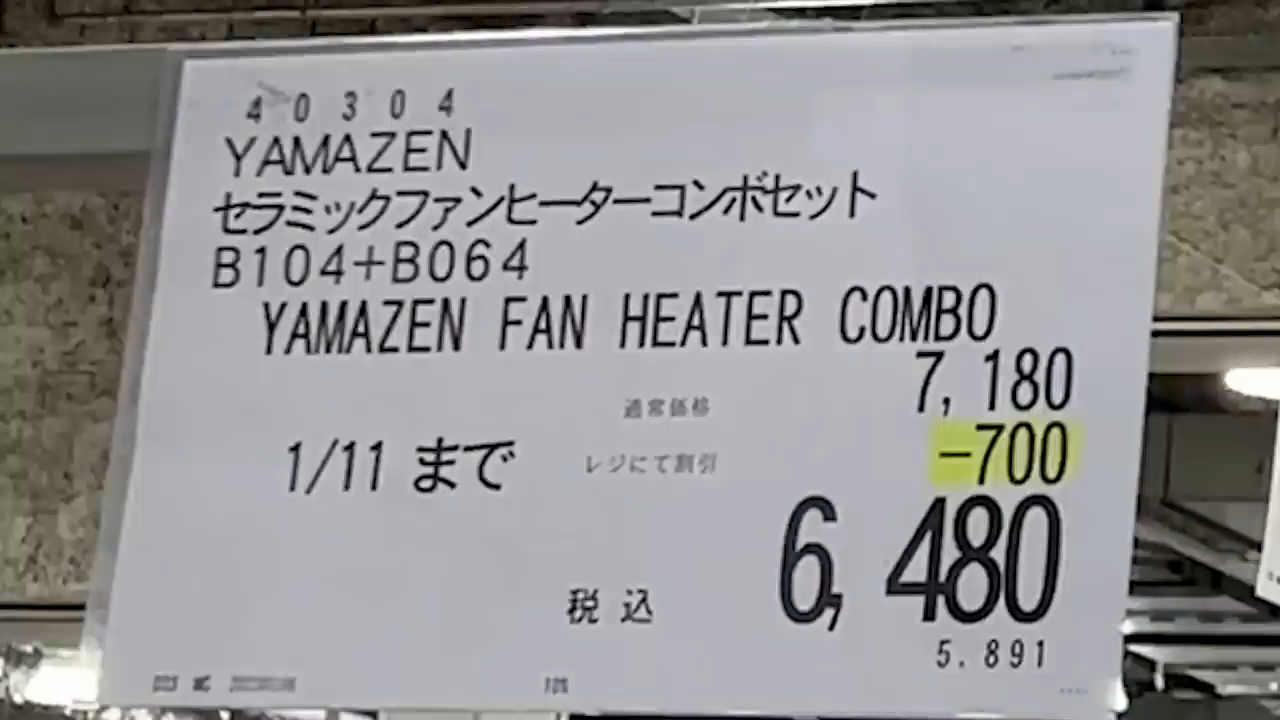 40304
YAMAZEN
セラミックファンヒーターコンボセット
B104+B064
YAMAZEN FAN HEATER COMBO
通常価格 7,180
1/11 まで レジにて割引 -700
税込 6,480
5.891